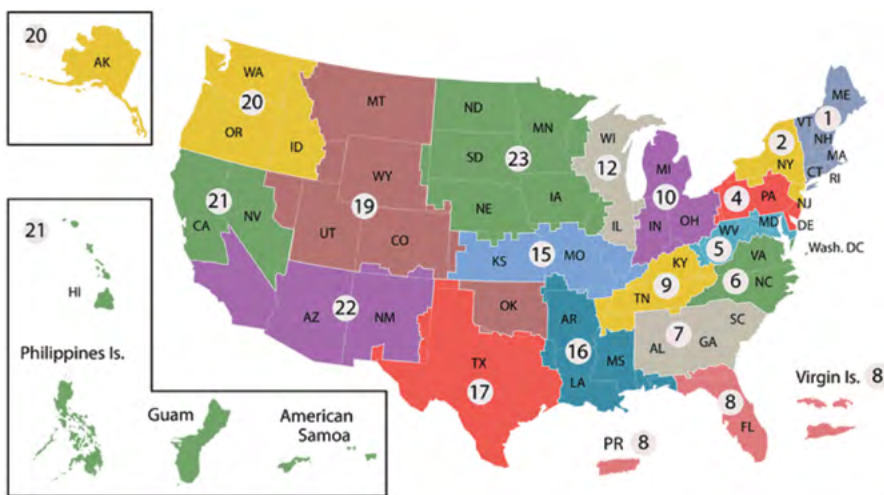 20
AK
WA
20
OR
ID
MT
ND
MN
SD
23
WY
19
NE
IA
WI
12
IL
MI
10
IN
OH
ME
VT
1
NH
MA
CT
RI
2
NY
4
PA
NJ
DE
MD
WV
5
Wash. DC
VA
6
NC
21
CA
NV
UT
CO
KS
15
MO
KY
9
TN
22
AZ
NM
OK
AR
16
MS
LA
7
SC
AL
GA
TX
17
8
FL
Virgin Is. 8
PR 8
21
HI
Philippines Is.
Guam
American
Samoa